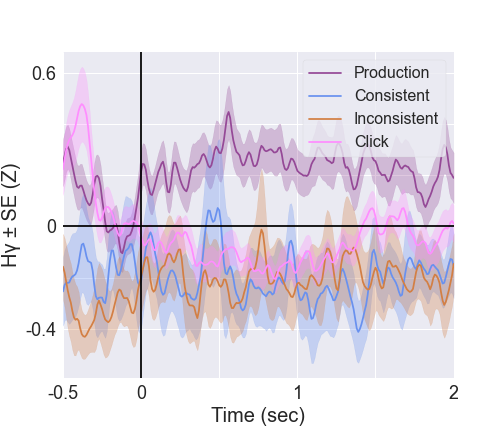 Production
Consistent
Inconsistent
Click
0.6
0
-0.4
Hγ ± SE (Z)
-0.5
0
1
2
Time (sec)